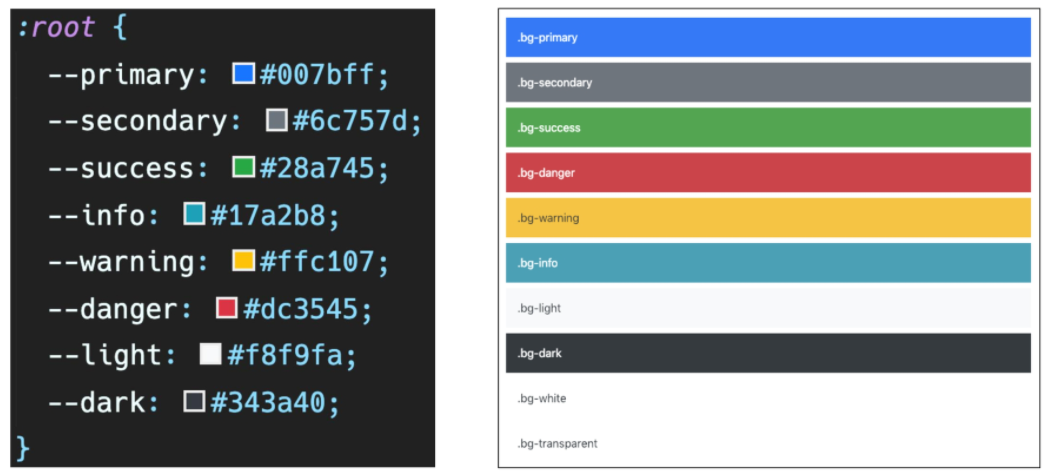 :root {
--primary: #007bff;
--secondary: #6c757d;
--success: #28a745;
--info: #17a2b8;
--warning: #ffc107;
--danger: #dc3545;
--light: #f8f9fa;
--dark: #343a40;
}
.bg-primary
.bg-secondary
.bg-success
.bg-danger
.bg-warning
.bg-info
.bg-light
.bg-dark
.bg-white
.bg-transparent